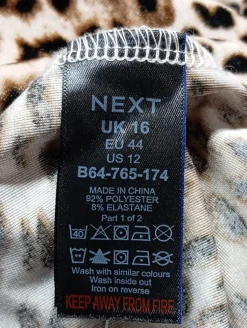 NEXT
UK 16
EU 44
US 12
B64-765-174
MADE IN CHINA
92% POLYESTER
8% ELASTANE
Part 1 of 2
40
Wash with similar colours
Wash inside out
Iron on reverse
KEEP AWAY FROM FIRE